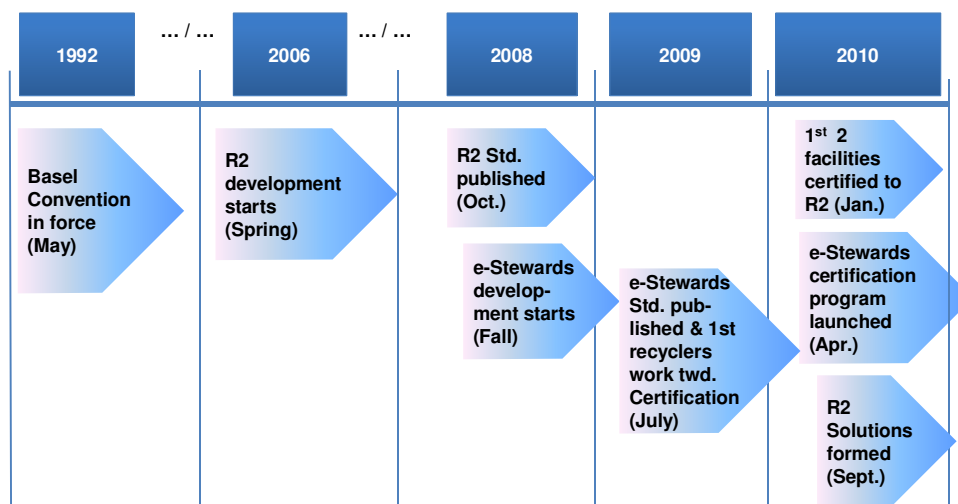 1992
... / ...
2006
... / ...
2008
2009
2010
Basel
Convention
in force
(May)
R2
development
starts
(Spring)
R2 Std.
published
(Oct.)
e-Stewards
develop-
ment starts
(Fall)
e-Stewards
Std. pub-
lished & 1st
recyclers
work twd.
Certification
(July)
1st 2
facilities
certified to
R2 (Jan.)
e-Stewards
certification
program
launched
(Apr.)
R2
Solutions
formed
(Sept.)